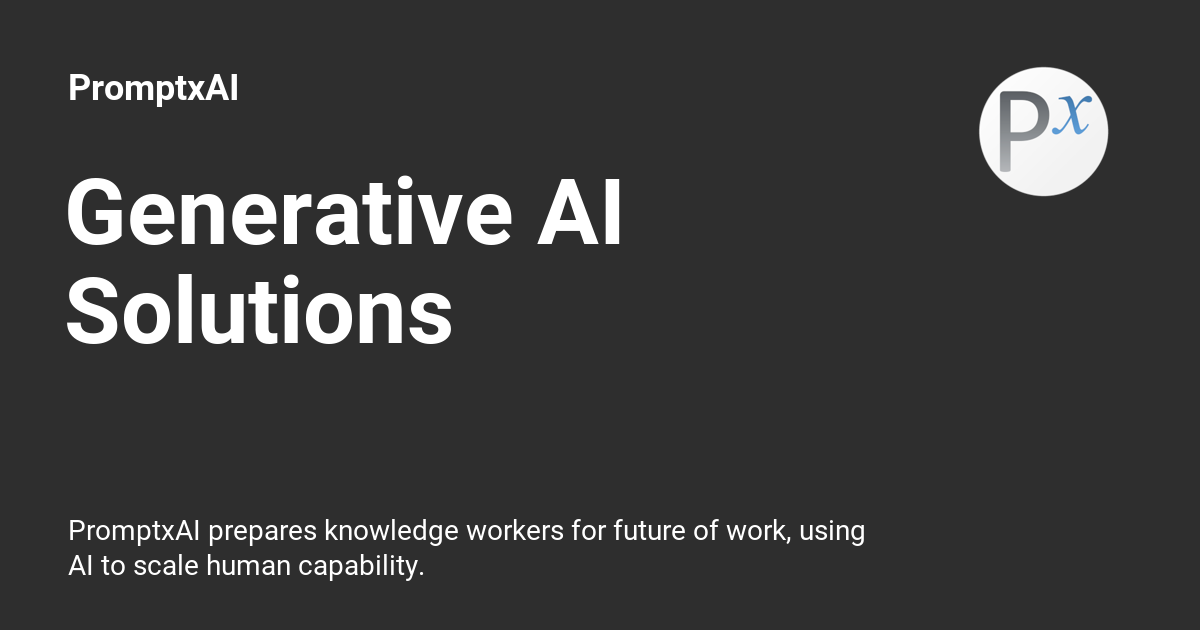 PromptxAI
Px
Generative AI
Solutions
PromptxAI prepares knowledge workers for future of work, using
AI to scale human capability.